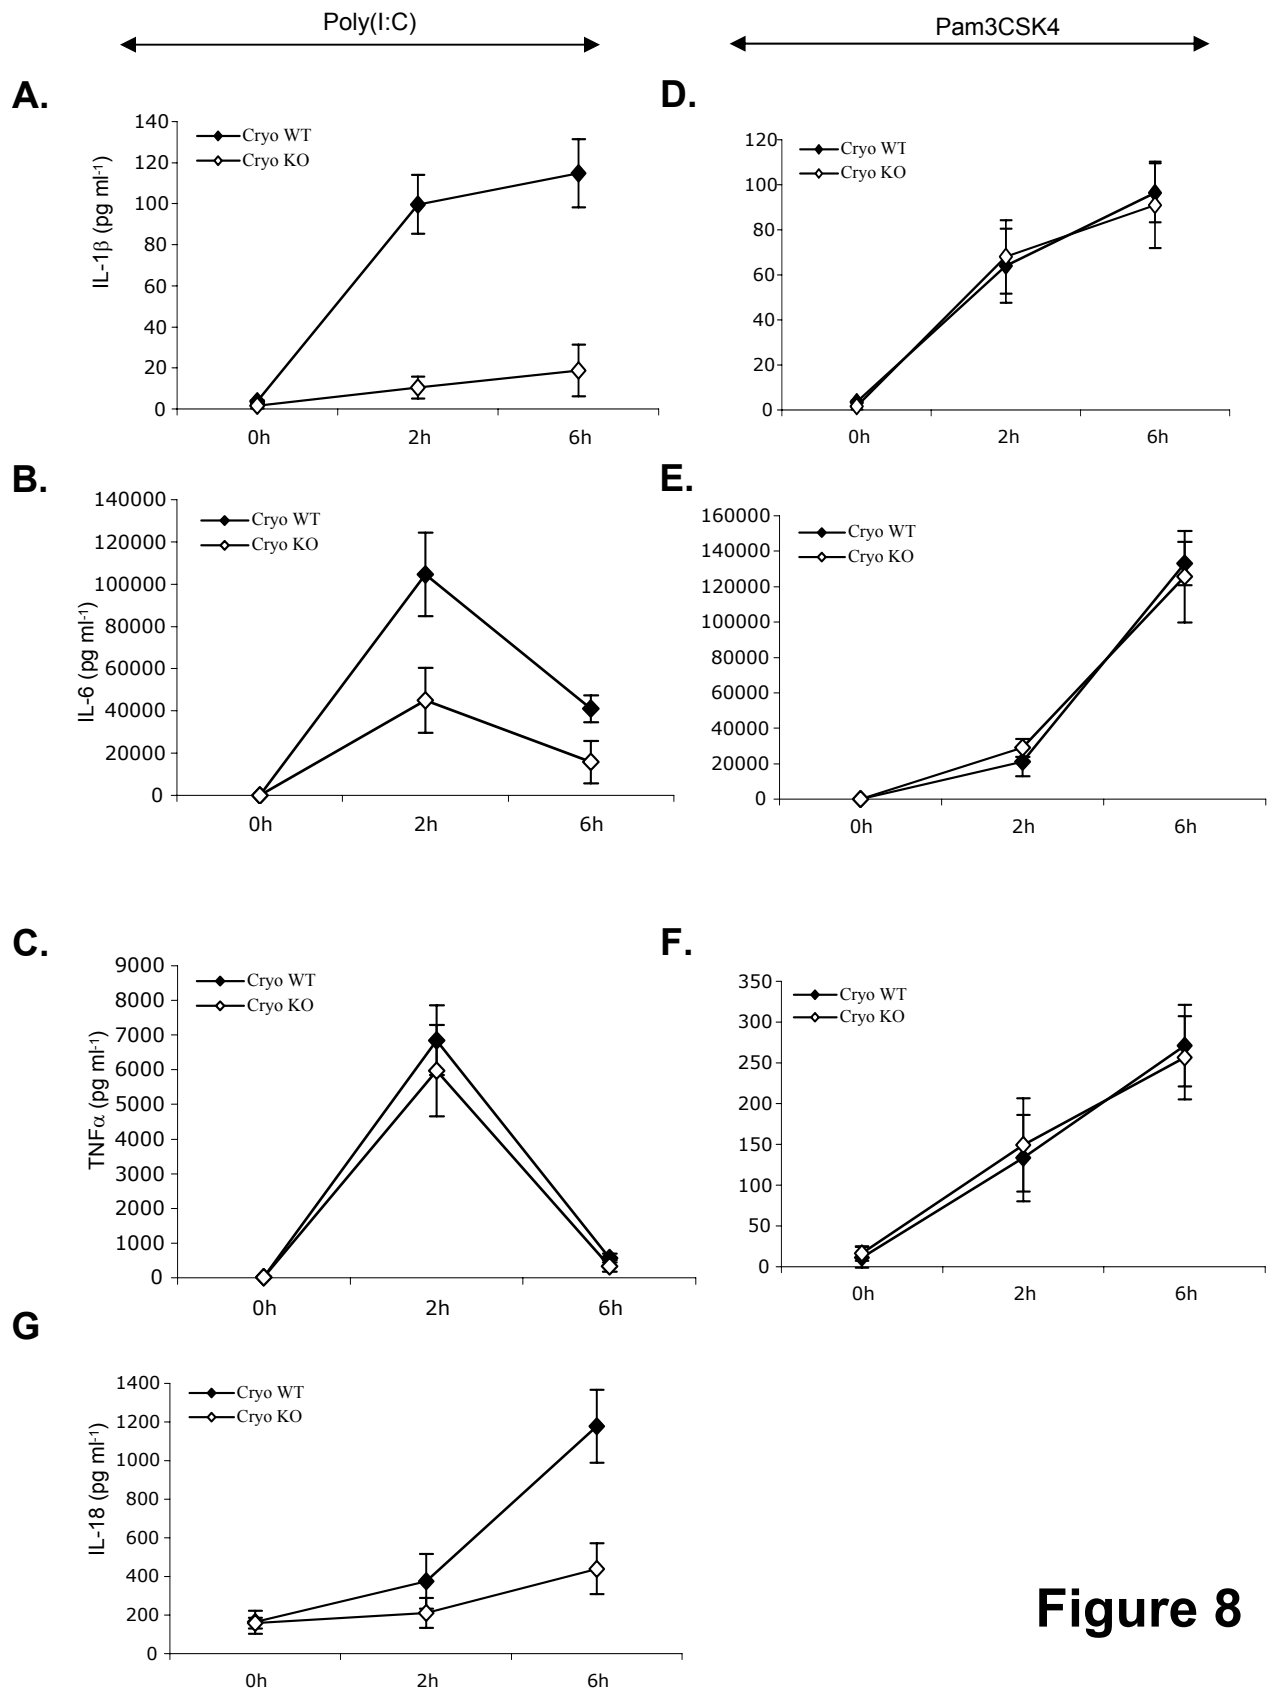 Poly(I:C)
Pam3CSK4
A.
IL-1β (pg ml-1)
140
120
100
80
60
40
20
0
Cryo WT
Cryo KO
0h 2h 6h
D.
120
100
80
60
40
20
0
Cryo WT
Cryo KO
0h 2h 6h
B.
IL-6 (pg ml-1)
140000
120000
100000
80000
60000
40000
20000
0
Cryo WT
Cryo KO
0h 2h 6h
E.
160000
140000
120000
100000
80000
60000
40000
20000
0
Cryo WT
Cryo KO
0h 2h 6h
C.
TNFα (pg ml-1)
9000
8000
7000
6000
5000
4000
3000
2000
1000
0
Cryo WT
Cryo KO
0h 2h 6h
F.
350
300
250
200
150
100
50
0
Cryo WT
Cryo KO
0h 2h 6h
G
IL-18 (pg ml-1)
1400
1200
1000
800
600
400
200
0
Cryo WT
Cryo KO
0h 2h 6h
Figure 8